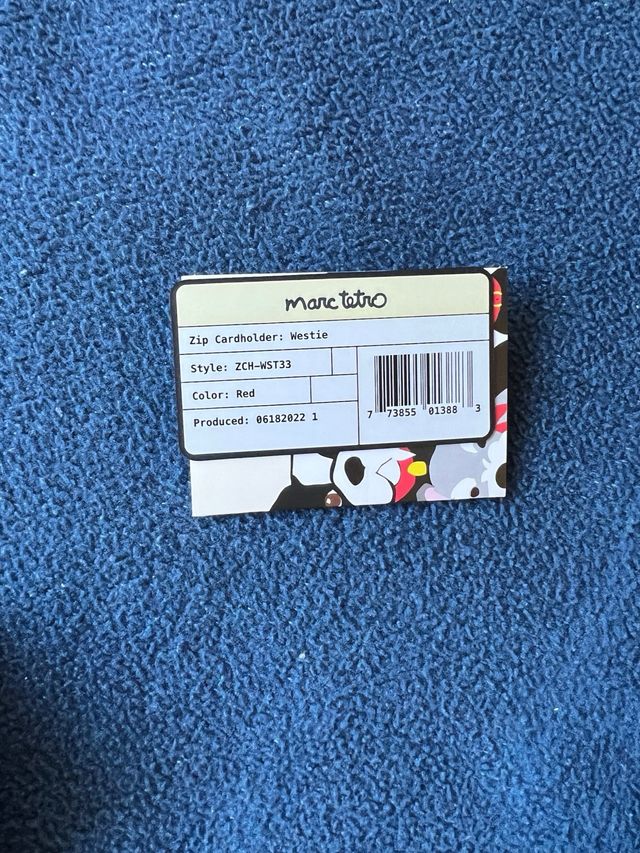 marc tetro
Zip Cardholder: Westie
Style: ZCH-WST33
Color: Red
Produced: 06182022 1
7 73855 01388 3